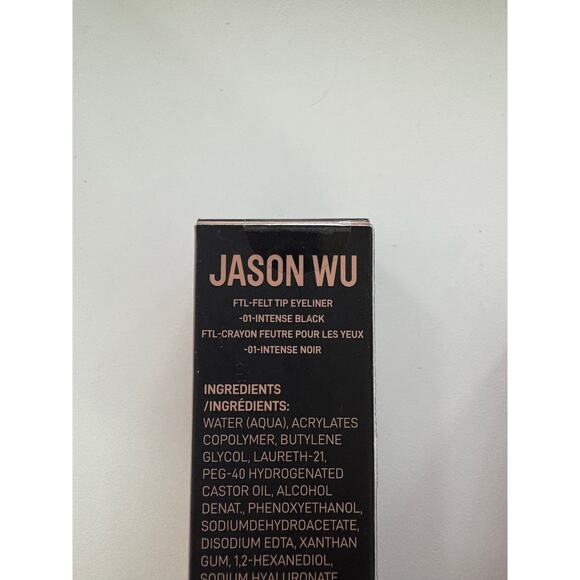 JASON WU
FTL-FELT TIP EYELINER
-01-INTENSE BLACK
FTL-CRAYON FEUTRE POUR LES YEUX
-01-INTENSE NOIR
INGREDIENTS
/INGRÉDIENTS:
WATER (AQUA), ACRYLATES
COPOLYMER, BUTYLENE
GLYCOL, LAURETH-21,
PEG-40 HYDROGENATED
CASTOR OIL, ALCOHOL
DENAT., PHENOXYETHANOL,
SODIUMDEHYDROACETATE,
DISODIUM EDTA, XANTHAN
GUM, 1,2-HEXANEDIOL,
SODIUM HYALURONATE